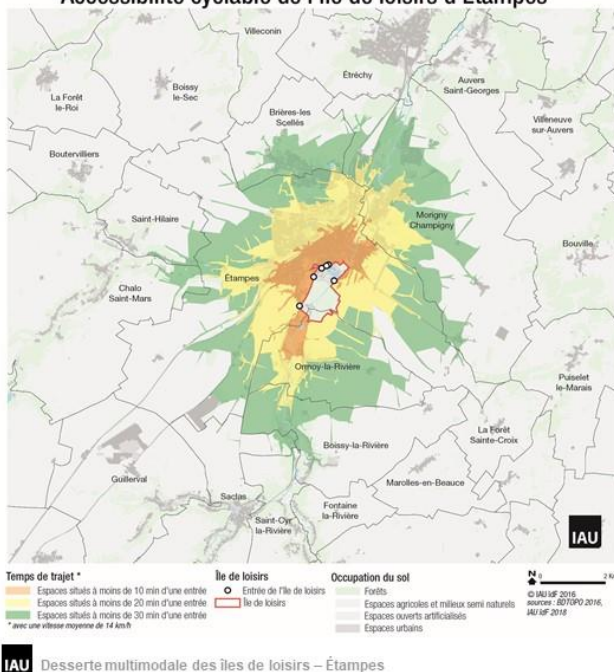 Accessibilité cyclable de l'île de loisirs d'Étampes
Villeconin
Étréchy
Auvers
Saint-Georges
La Forêt
le-Roi
Boissy
le-Sec
Brières-les
Scellés
Villeneuve
sur-Auvers
Boutervilliers
Saint-Hilaire
Morigny
Champigny
Bouville
Étampes
Chalo
Saint-Mars
Ormoy-la-Rivière
Puiselet
le-Marais
La Forêt
Sainte-Croix
Boissy-la-Rivière
Guillerval
Marolles-en-Beauce
Saclas
Fontaine
la-Rivière
Saint-Cyr
la-Rivière
IAU
Temps de trajet *
Espaces situés à moins de 10 min d'une entrée
Espaces situés à moins de 20 min d'une entrée
Espaces situés à moins de 30 min d'une entrée
* avec une vitesse moyenne de 14 km/h
Île de loisirs
Entrée de l'île de loisirs
Île de loisirs
Occupation du sol
Forêts
Espaces agricoles et milieux semi naturels
Espaces ouverts artificialisés
Espaces urbains
N 0 2
© IAU îdF 2016
sources : BDTOPO 2016,
IAU îdF 2016
IAU Desserte multimodale des îles de loisirs – Étampes